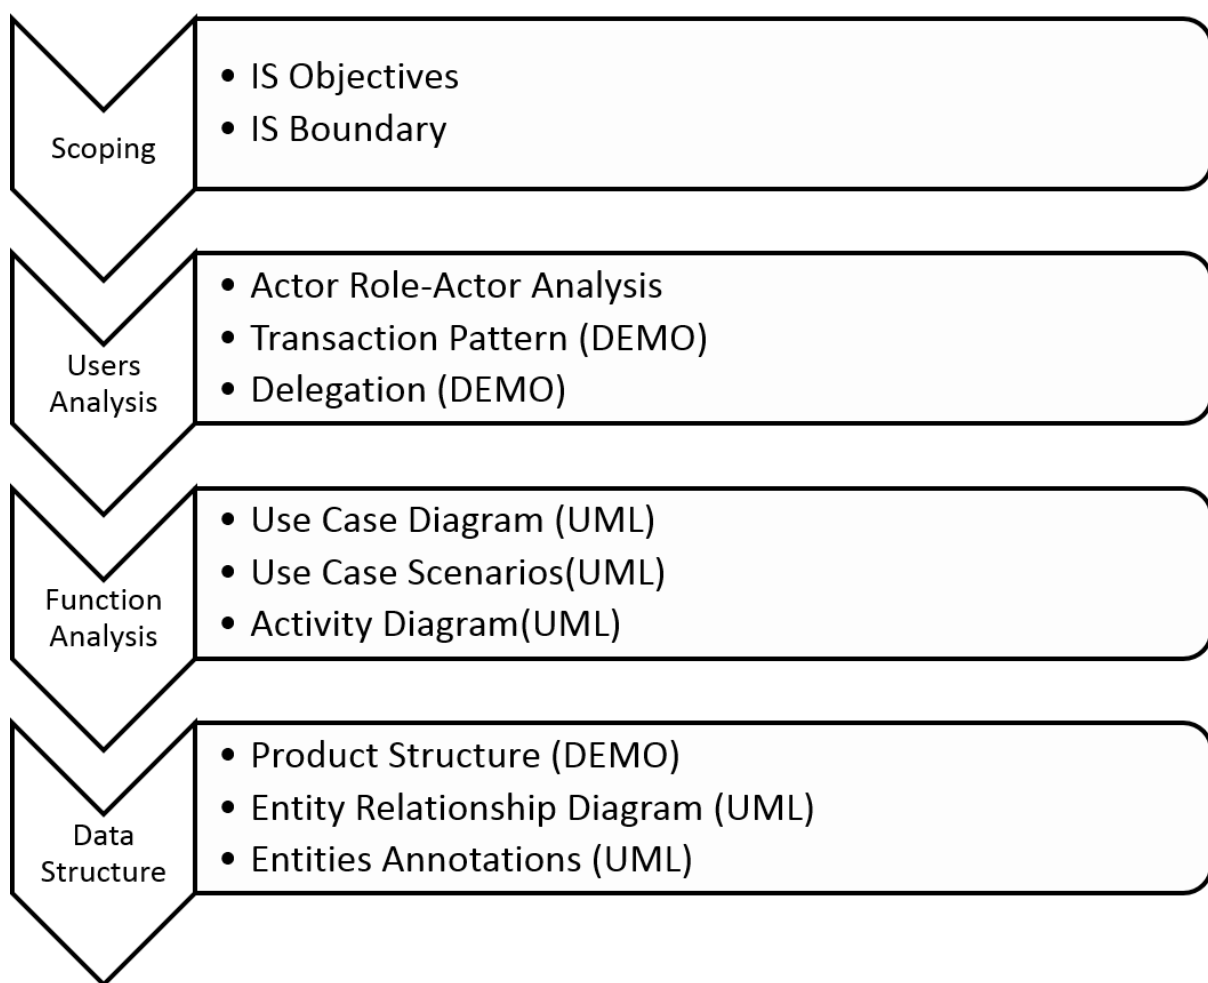 Scoping
• IS Objectives
• IS Boundary
Users
Analysis
• Actor Role-Actor Analysis
• Transaction Pattern (DEMO)
• Delegation (DEMO)
Function
Analysis
• Use Case Diagram (UML)
• Use Case Scenarios(UML)
• Activity Diagram(UML)
Data
Structure
• Product Structure (DEMO)
• Entity Relationship Diagram (UML)
• Entities Annotations (UML)